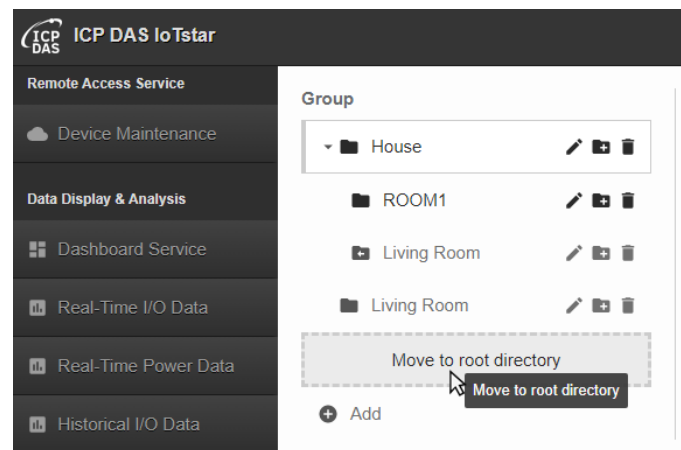 ICP DAS
ICP DAS IoTstar
Remote Access Service
Device Maintenance
Data Display & Analysis
Dashboard Service
Real-Time I/O Data
Real-Time Power Data
Historical I/O Data
Group
House
ROOM1
Living Room
Living Room
Move to root directory
Move to root directory
Add